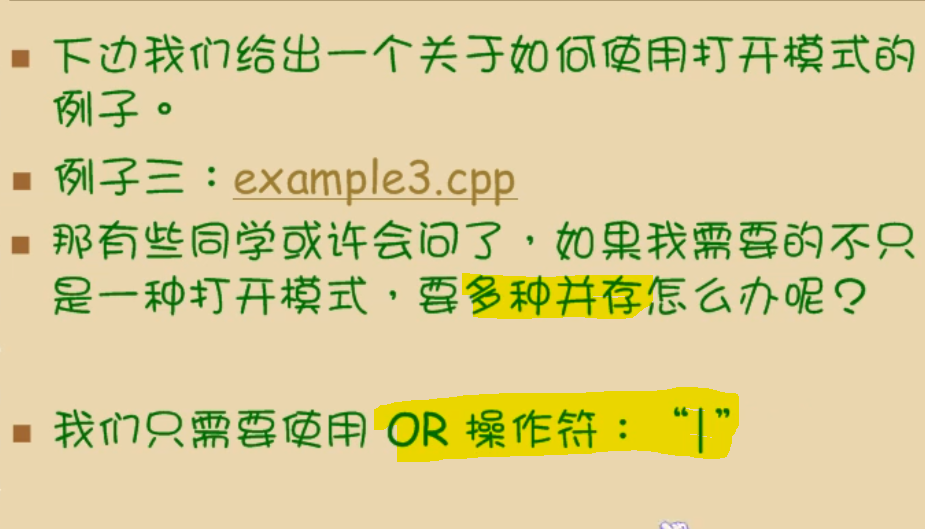 下边我们给出一个关于如何使用打开模式的
例子。
例子三：example3.cpp
那有些同学或许会问了，如果我需要的不只
是一种打开模式，要多种并存怎么办呢？
我们只需要使用 OR 操作符：“|”